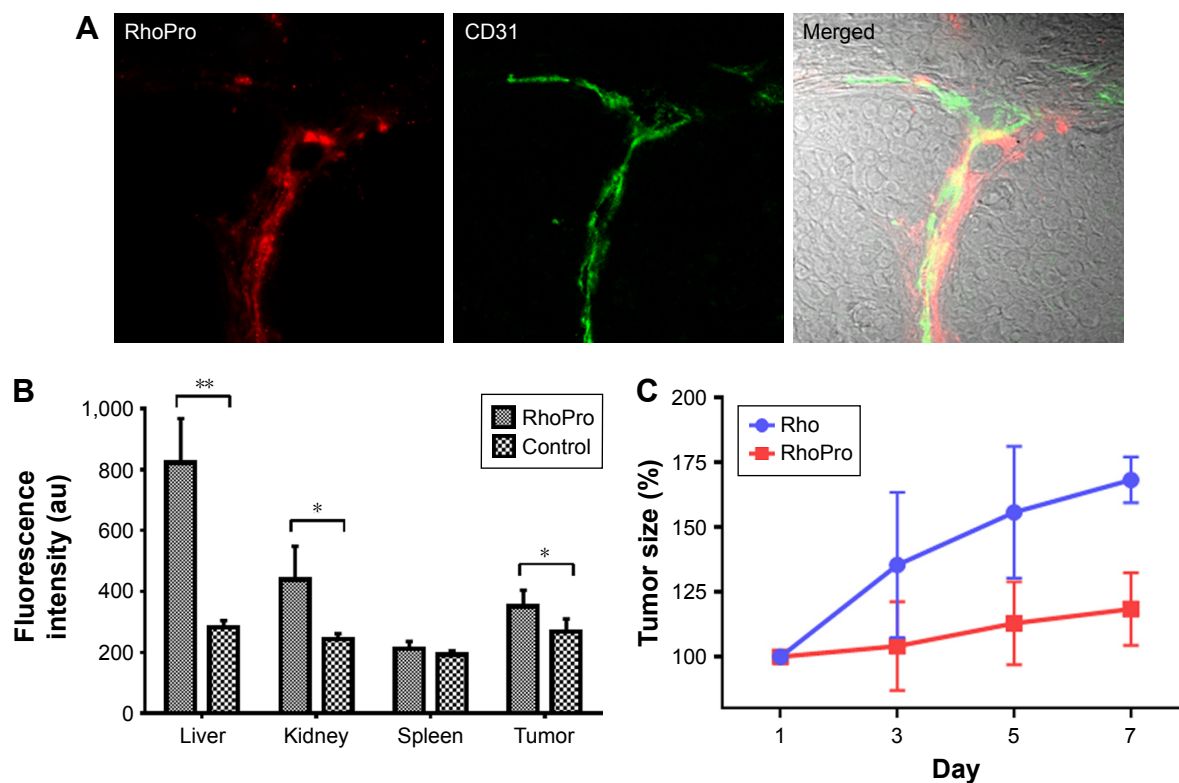 A
RhoPro
CD31
Merged
B
Fluorescence
intensity (au)
1,000
800
600
400
200
0
**
*
*
RhoPro
Control
Liver
Kidney
Spleen
Tumor
C
Tumor size (%)
200
175
150
125
100
Rho
RhoPro
1
3
5
7
Day